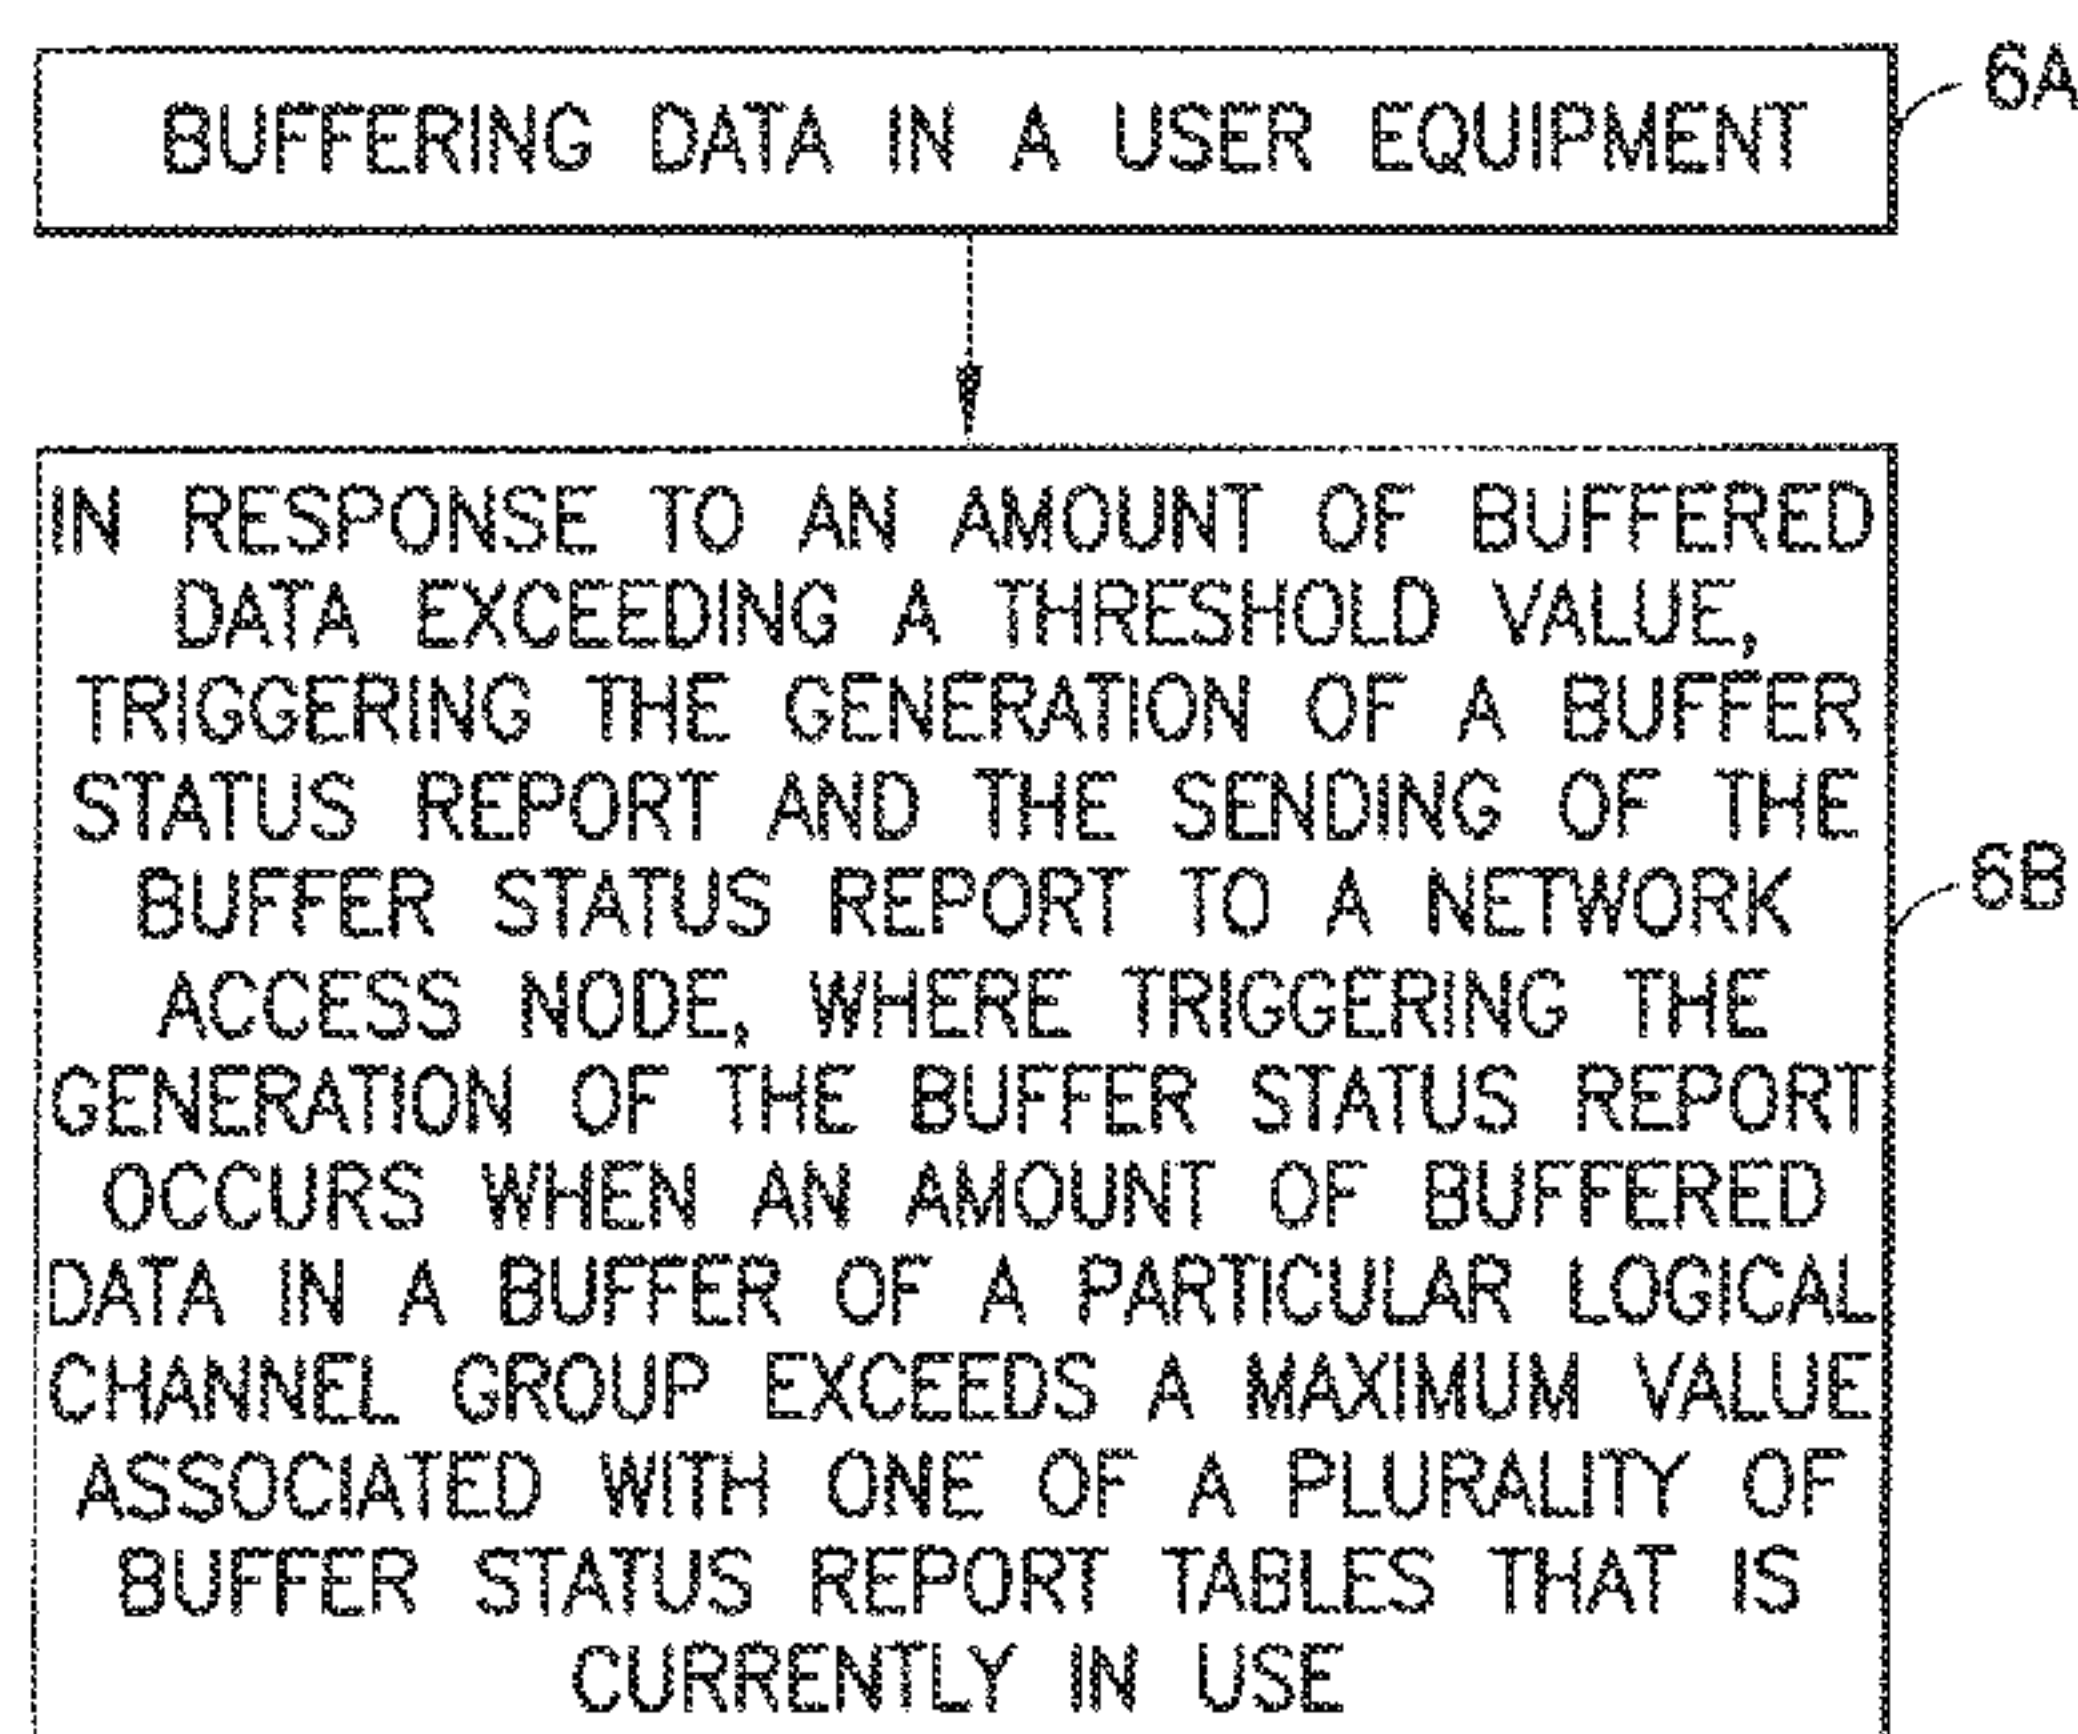 BUFFERING DATA IN A USER EQUIPMENT
6A
IN RESPONSE TO AN AMOUNT OF BUFFERED
DATA EXCEEDING A THRESHOLD VALUE,
TRIGGERING THE GENERATION OF A BUFFER
STATUS REPORT AND THE SENDING OF THE
BUFFER STATUS REPORT TO A NETWORK
ACCESS NODE, WHERE TRIGGERING THE
GENERATION OF THE BUFFER STATUS REPORT
OCCURS WHEN AN AMOUNT OF BUFFERED
DATA IN A BUFFER OF A PARTICULAR LOGICAL
CHANNEL GROUP EXCEEDS A MAXIMUM VALUE
ASSOCIATED WITH ONE OF A PLURALITY OF
BUFFER STATUS REPORT TABLES THAT IS
CURRENTLY IN USE
6B